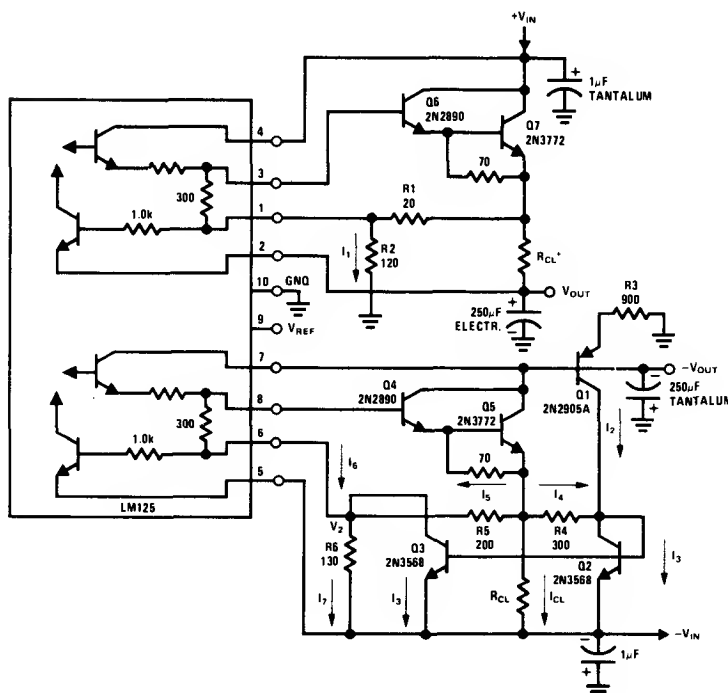 +VIN
1μF
TANTALUM
Q6
2N2890
Q7
2N3772
4
70
3
300
R1
20
1
1.0k
2
I1
R2
120
RCL+
10 GND
VOUT
250μF
ELECTR.
R3
900
9 VREF
7
-VOUT
Q4
2N2890
Q1
2N2905A
250μF
TANTALUM
8
Q5
2N3772
300
I2
6
1.0k
70
5
I6
I5
I4
LM125
V2
R5
200
R4
300
R6
130
Q3
2N3568
Q2
2N3568
I3
I7
I3
RCL
ICL
-VIN
1μF